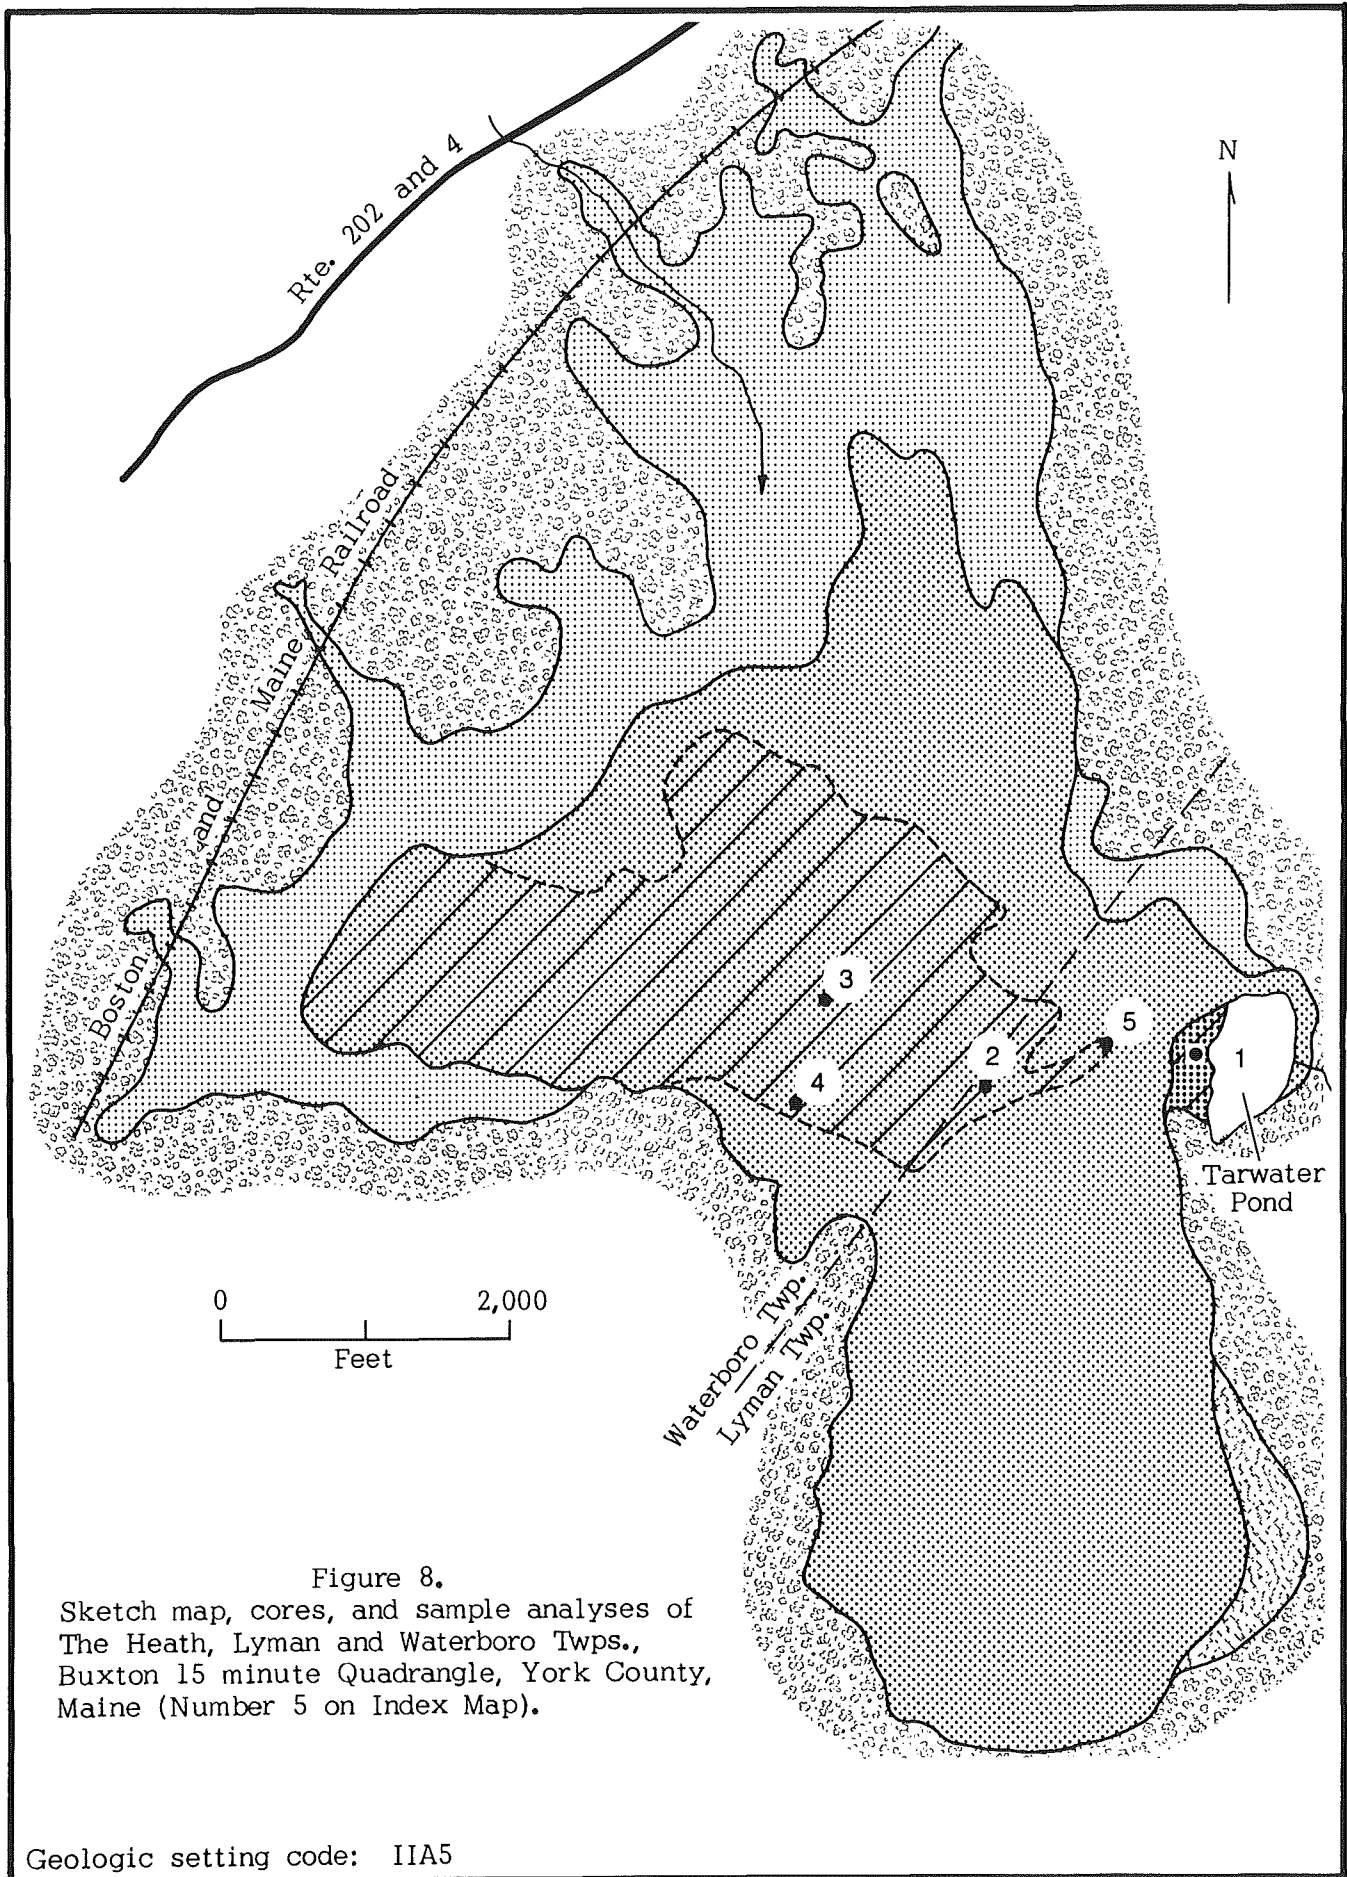 N
Rte. 202 and 4
Boston and Maine Railroad
3
5
2
1
4
Tarwater
Pond
0 2,000
Feet
Waterboro Twp.
Lyman Twp.
Figure 8.
Sketch map, cores, and sample analyses of
The Heath, Lyman and Waterboro Twps.,
Buxton 15 minute Quadrangle, York County,
Maine (Number 5 on Index Map).
Geologic setting code: IIA5